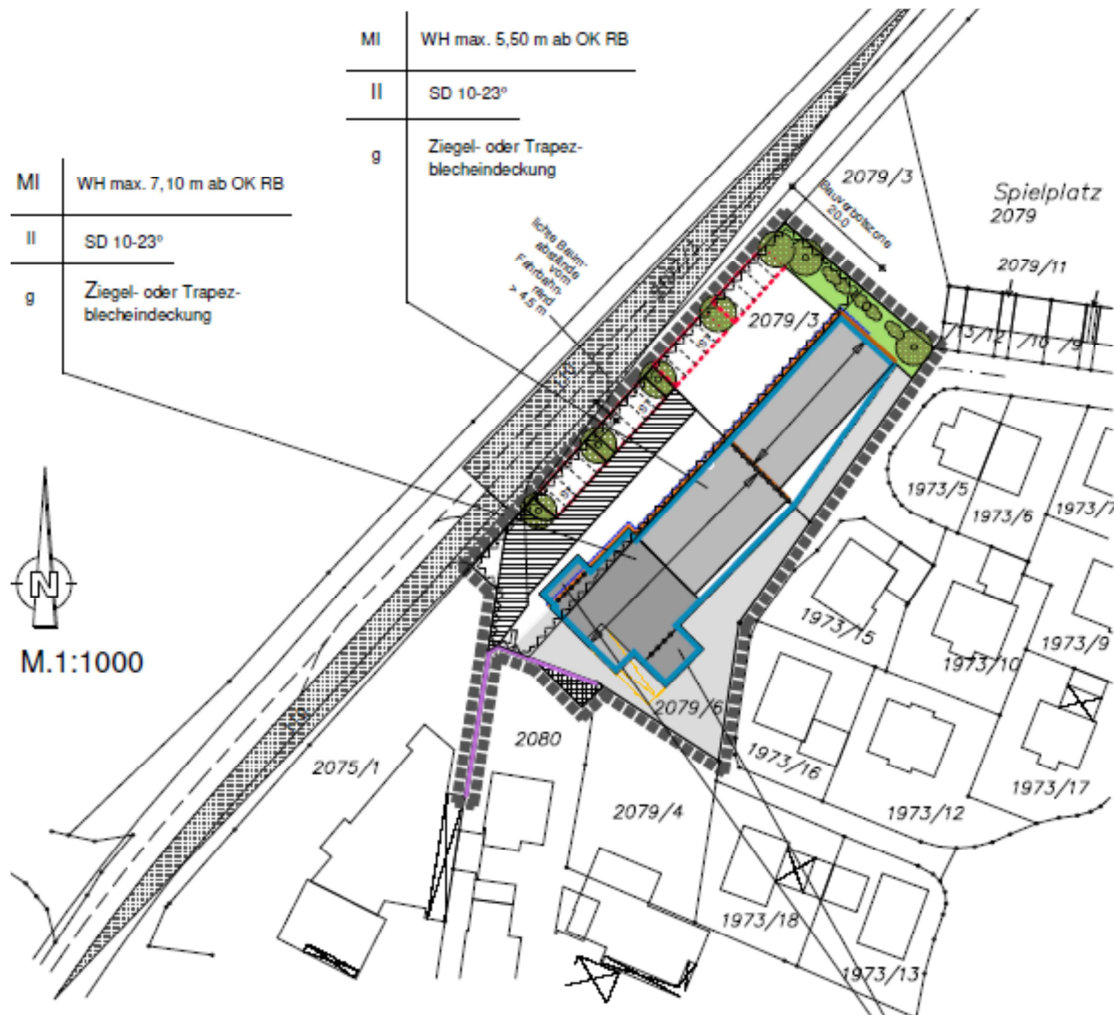 MI WH max. 5,50 m ab OK RB
II SD 10-23°
g Ziegel- oder Trapez-
blecheindeckung
MI WH max. 7,10 m ab OK RB
II SD 10-23°
g Ziegel- oder Trapez-
blecheindeckung
lichte Baum-
abstände
vom
Fahrbahn-
rand
> 4,5 m
Bauverbotszone
20.0
2079/3
Spielplatz
2079
2079/11
2079/3
/13/12 /10 /9
1973/5
1973/6
1973/7
N
M.1:1000
1973/15
1973/10
1973/9
2079/6
2080
2075/1
1973/16
1973/12
1973/17
2079/4
1973/18
1973/13